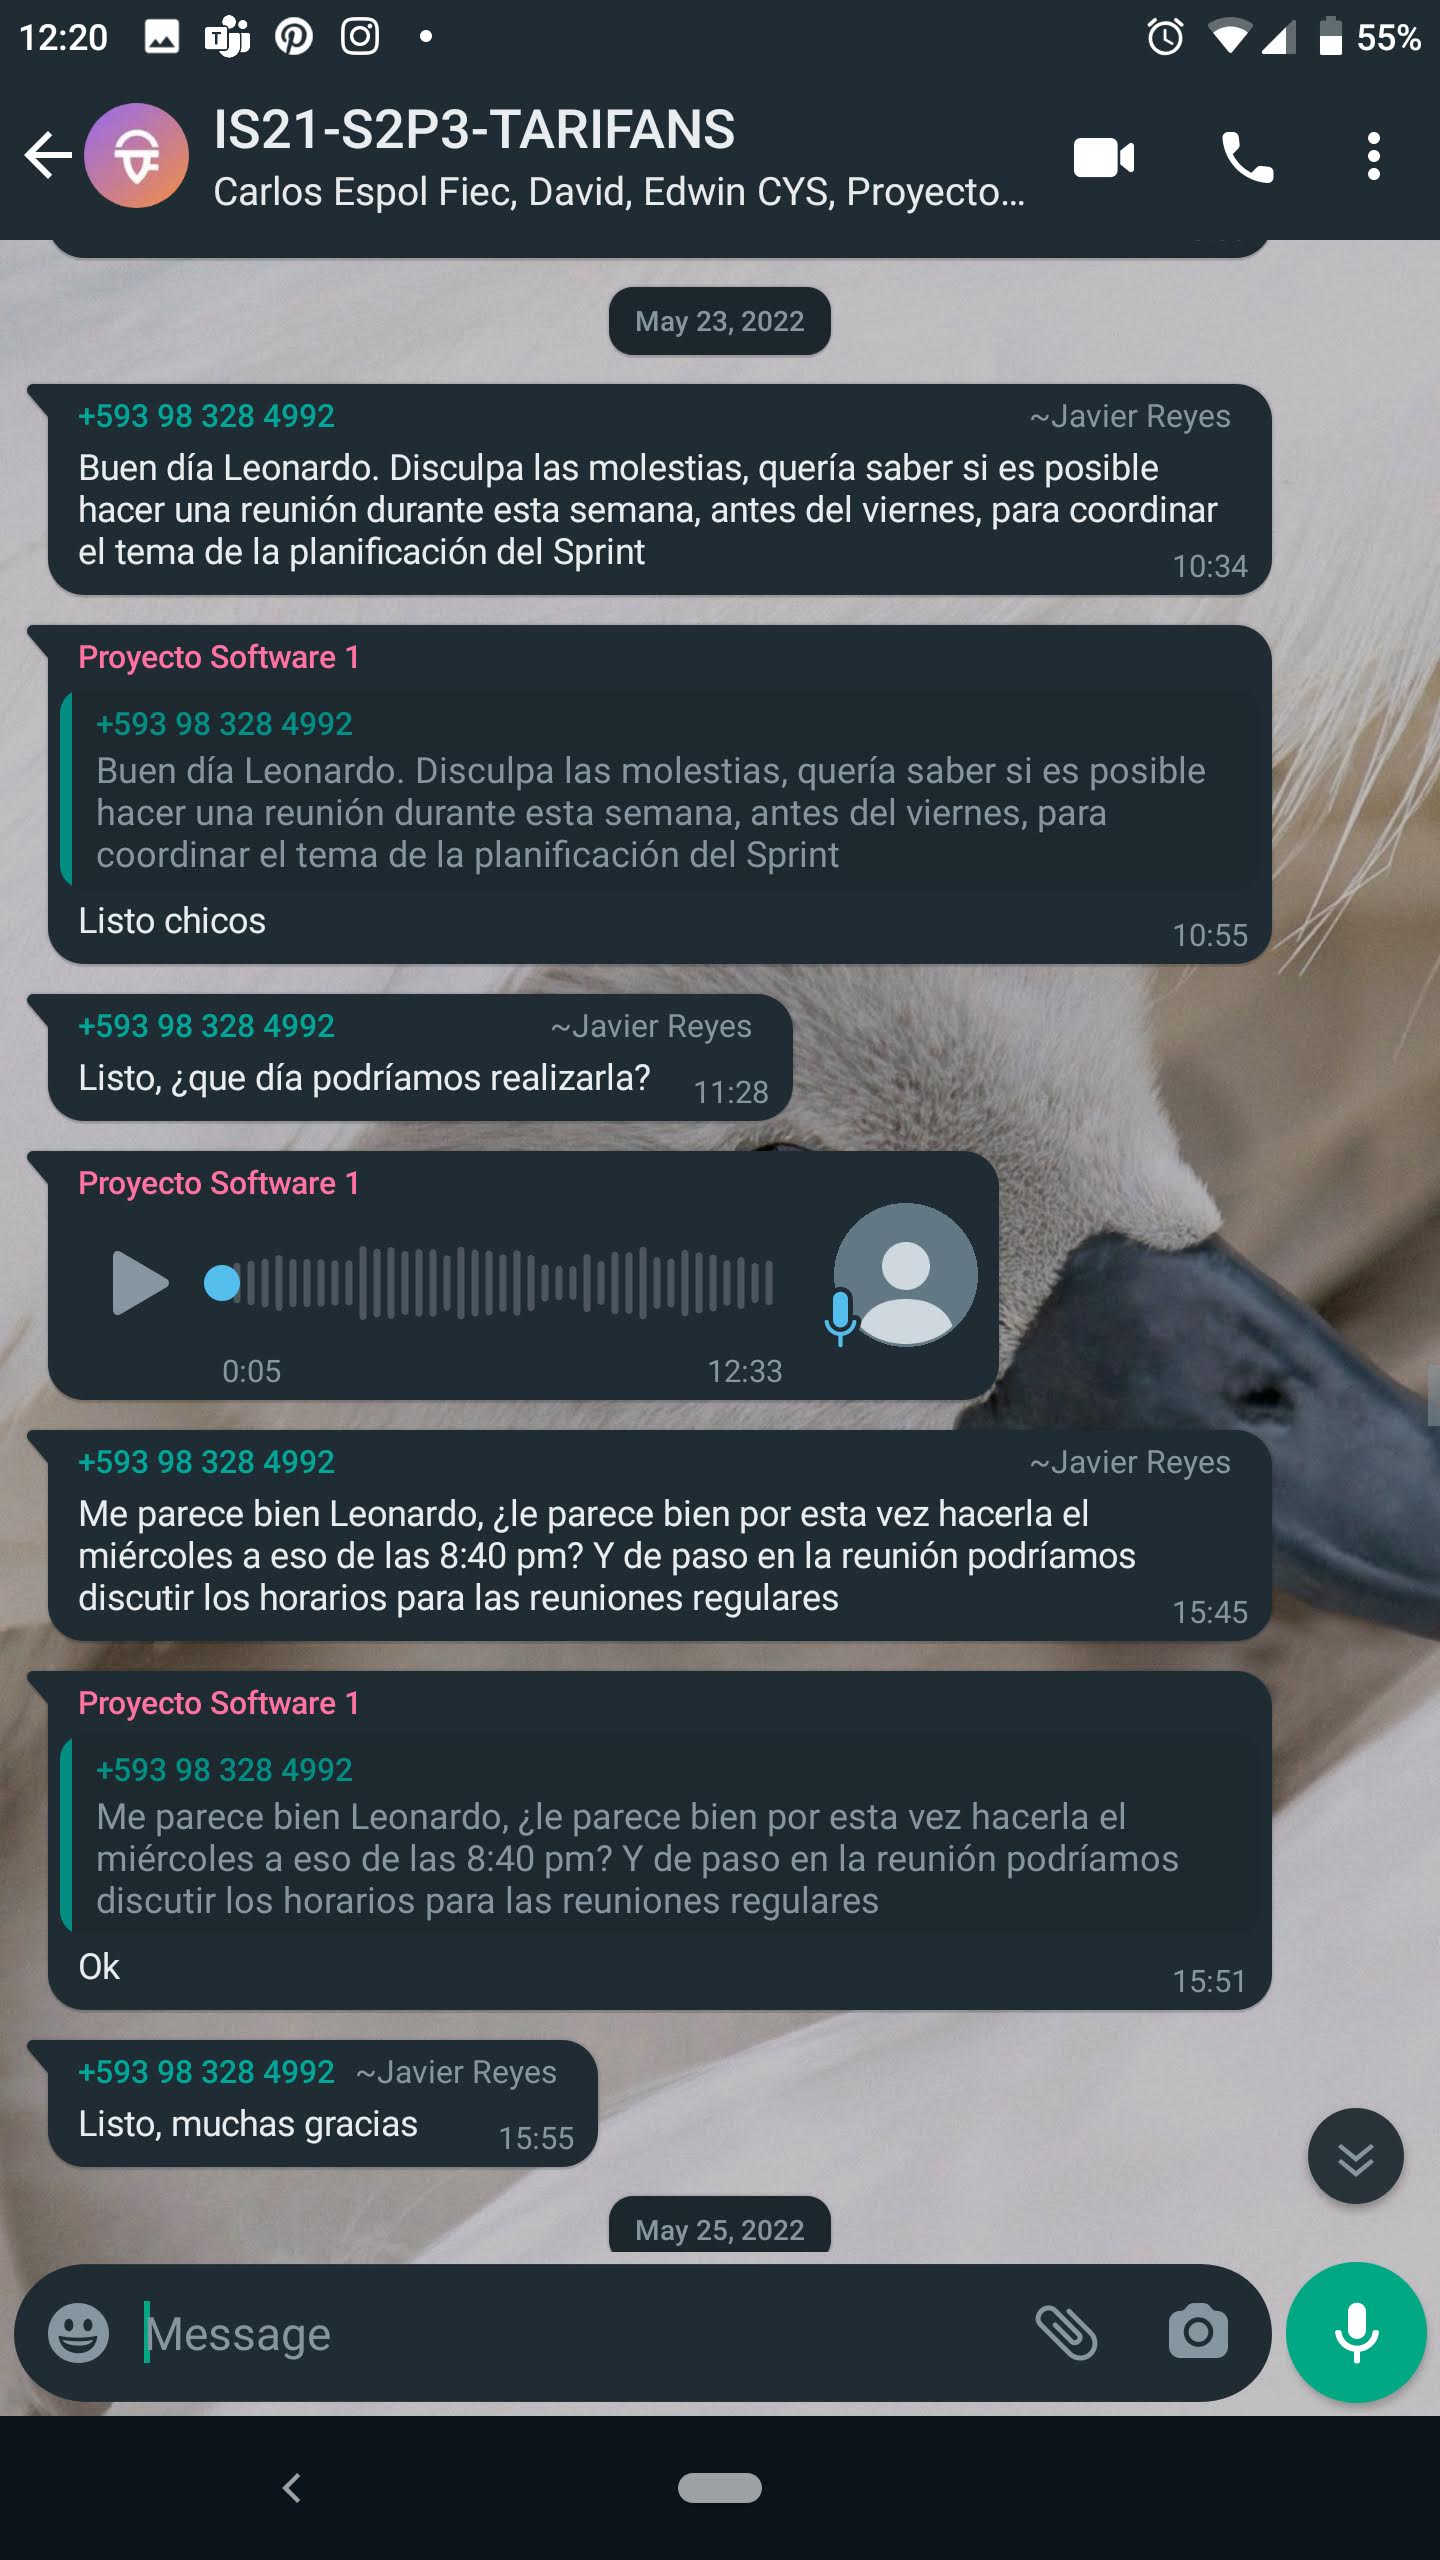 12:20
55%
IS21-S2P3-TARIFANS
Carlos Espol Fiec, David, Edwin CYS, Proyecto...
May 23, 2022
+593 98 328 4992 ~Javier Reyes
Buen día Leonardo. Disculpa las molestias, quería saber si es posible
hacer una reunión durante esta semana, antes del viernes, para coordinar
el tema de la planificación del Sprint
10:34
Proyecto Software 1
+593 98 328 4992
Buen día Leonardo. Disculpa las molestias, quería saber si es posible
hacer una reunión durante esta semana, antes del viernes, para
coordinar el tema de la planificación del Sprint
Listo chicos
10:55
+593 98 328 4992 ~Javier Reyes
Listo, ¿que día podríamos realizarla?
11:28
Proyecto Software 1
0:05 12:33
+593 98 328 4992 ~Javier Reyes
Me parece bien Leonardo, ¿le parece bien por esta vez hacerla el
miércoles a eso de las 8:40 pm? Y de paso en la reunión podríamos
discutir los horarios para las reuniones regulares
15:45
Proyecto Software 1
+593 98 328 4992
Me parece bien Leonardo, ¿le parece bien por esta vez hacerla el
miércoles a eso de las 8:40 pm? Y de paso en la reunión podríamos
discutir los horarios para las reuniones regulares
Ok
15:51
+593 98 328 4992 ~Javier Reyes
Listo, muchas gracias
15:55
May 25, 2022
Message